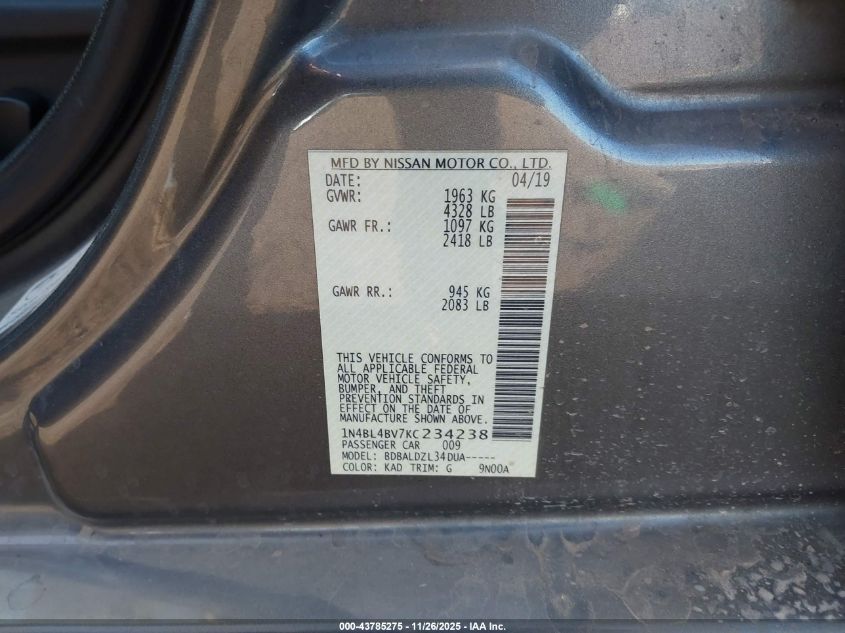 MFD BY NISSAN MOTOR CO., LTD.
DATE: 04/19
GVWR: 1963 KG
4328 LB
GAWR FR.: 1097 KG
2418 LB
GAWR RR.: 945 KG
2083 LB
THIS VEHICLE CONFORMS TO
ALL APPLICABLE FEDERAL
MOTOR VEHICLE SAFETY,
BUMPER, AND THEFT
PREVENTION STANDARDS IN
EFFECT ON THE DATE OF
MANUFACTURE SHOWN ABOVE.
1N4BL4BV7KC234238
PASSENGER CAR 009
MODEL: BDBALDZL34DUA-----
COLOR: KAD TRIM: G 9N00A
000-43785275 - 11/26/2025 - IAA Inc.